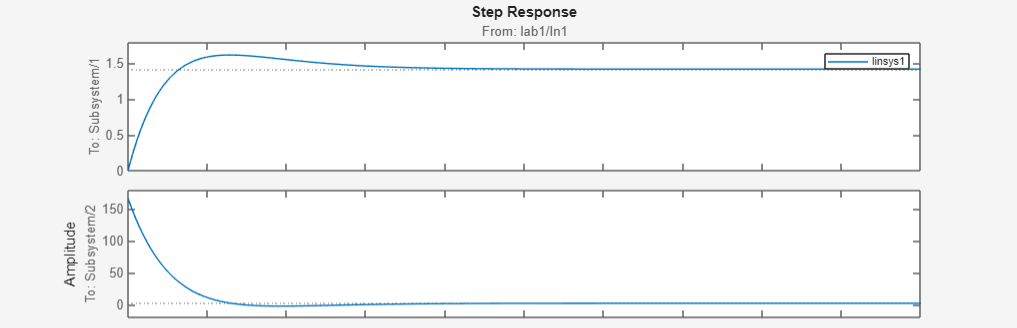 Step Response
From: lab1/In1
To: Subsystem/1
1.5
1
0.5
0
linsys1
Amplitude
To: Subsystem/2
150
100
50
0